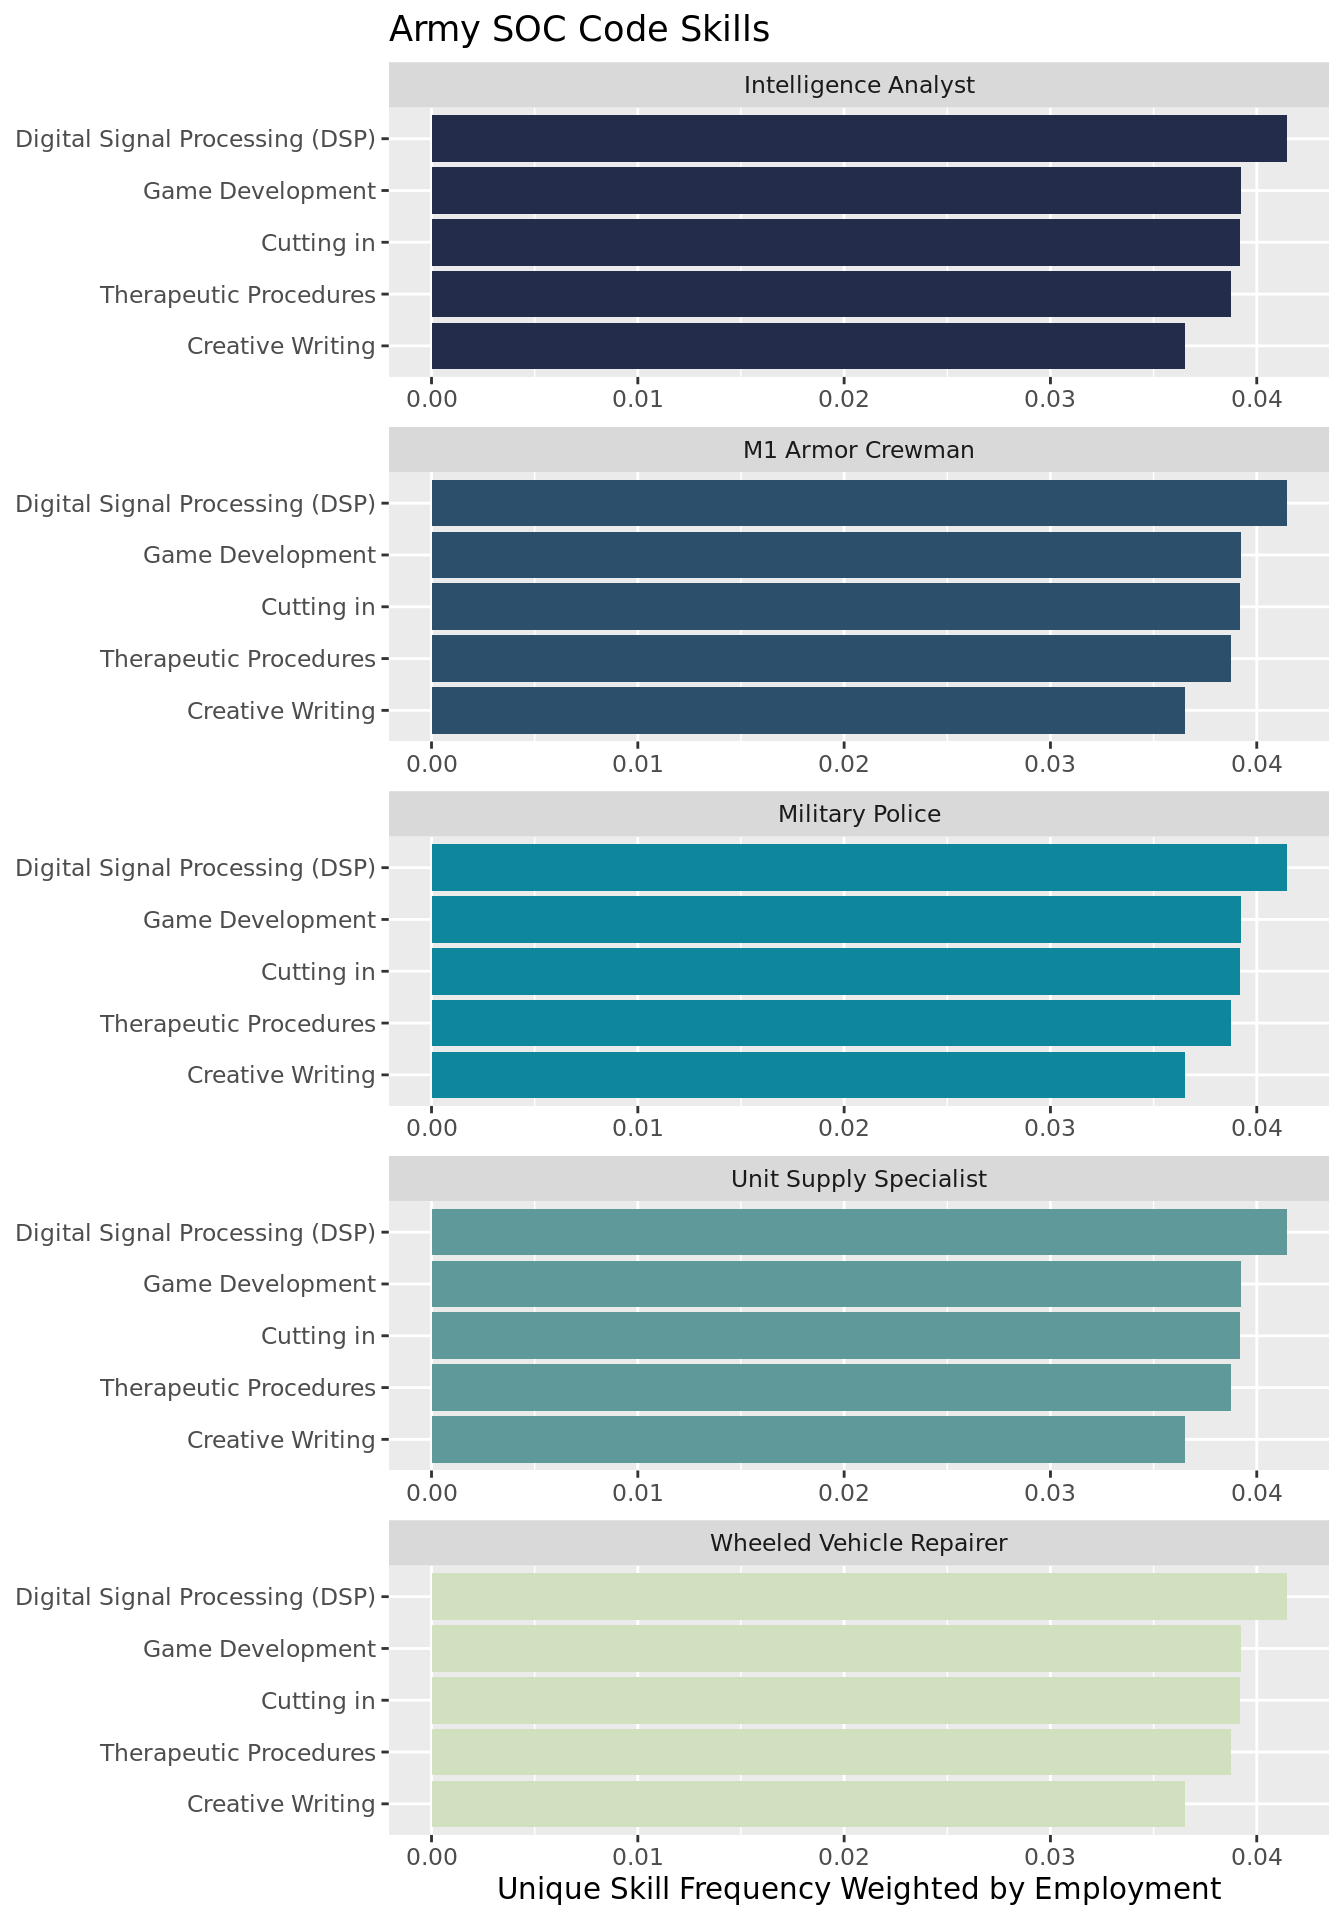 Army SOC Code Skills
Intelligence Analyst
Digital Signal Processing (DSP)
Game Development
Cutting in
Therapeutic Procedures
Creative Writing
0.00 0.01 0.02 0.03 0.04
M1 Armor Crewman
Digital Signal Processing (DSP)
Game Development
Cutting in
Therapeutic Procedures
Creative Writing
0.00 0.01 0.02 0.03 0.04
Military Police
Digital Signal Processing (DSP)
Game Development
Cutting in
Therapeutic Procedures
Creative Writing
0.00 0.01 0.02 0.03 0.04
Unit Supply Specialist
Digital Signal Processing (DSP)
Game Development
Cutting in
Therapeutic Procedures
Creative Writing
0.00 0.01 0.02 0.03 0.04
Wheeled Vehicle Repairer
Digital Signal Processing (DSP)
Game Development
Cutting in
Therapeutic Procedures
Creative Writing
0.00 0.01 0.02 0.03 0.04
Unique Skill Frequency Weighted by Employment